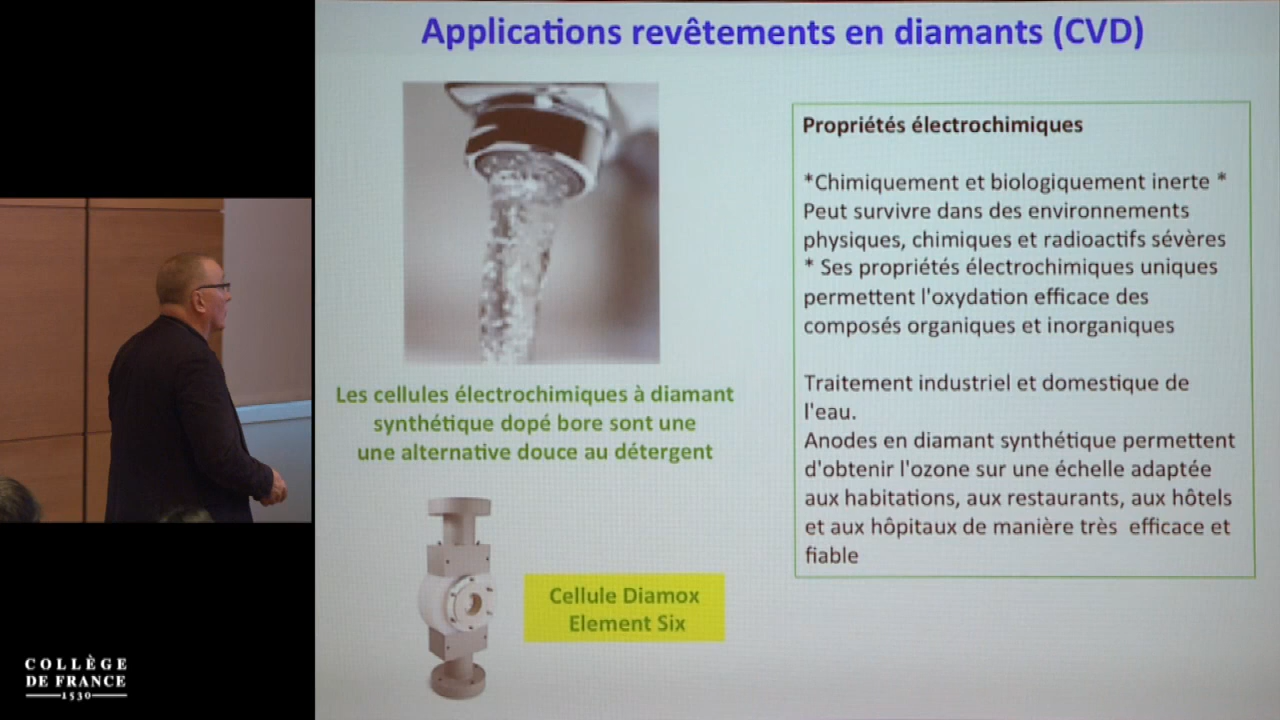 Applications revêtements en diamants (CVD)
Les cellules électrochimiques à diamant
synthétique dopé bore sont une
une alternative douce au détergent
Cellule Diamox
Element Six
Propriétés électrochimiques
*Chimiquement et biologiquement inerte *
Peut survivre dans des environnements
physiques, chimiques et radioactifs sévères
* Ses propriétés électrochimiques uniques
permettent l'oxydation efficace des
composés organiques et inorganiques
Traitement industriel et domestique de
l'eau.
Anodes en diamant synthétique permettent
d'obtenir l'ozone sur une échelle adaptée
aux habitations, aux restaurants, aux hôtels
et aux hôpitaux de manière très efficace et
fiable
COLLÈGE
DE FRANCE
1530